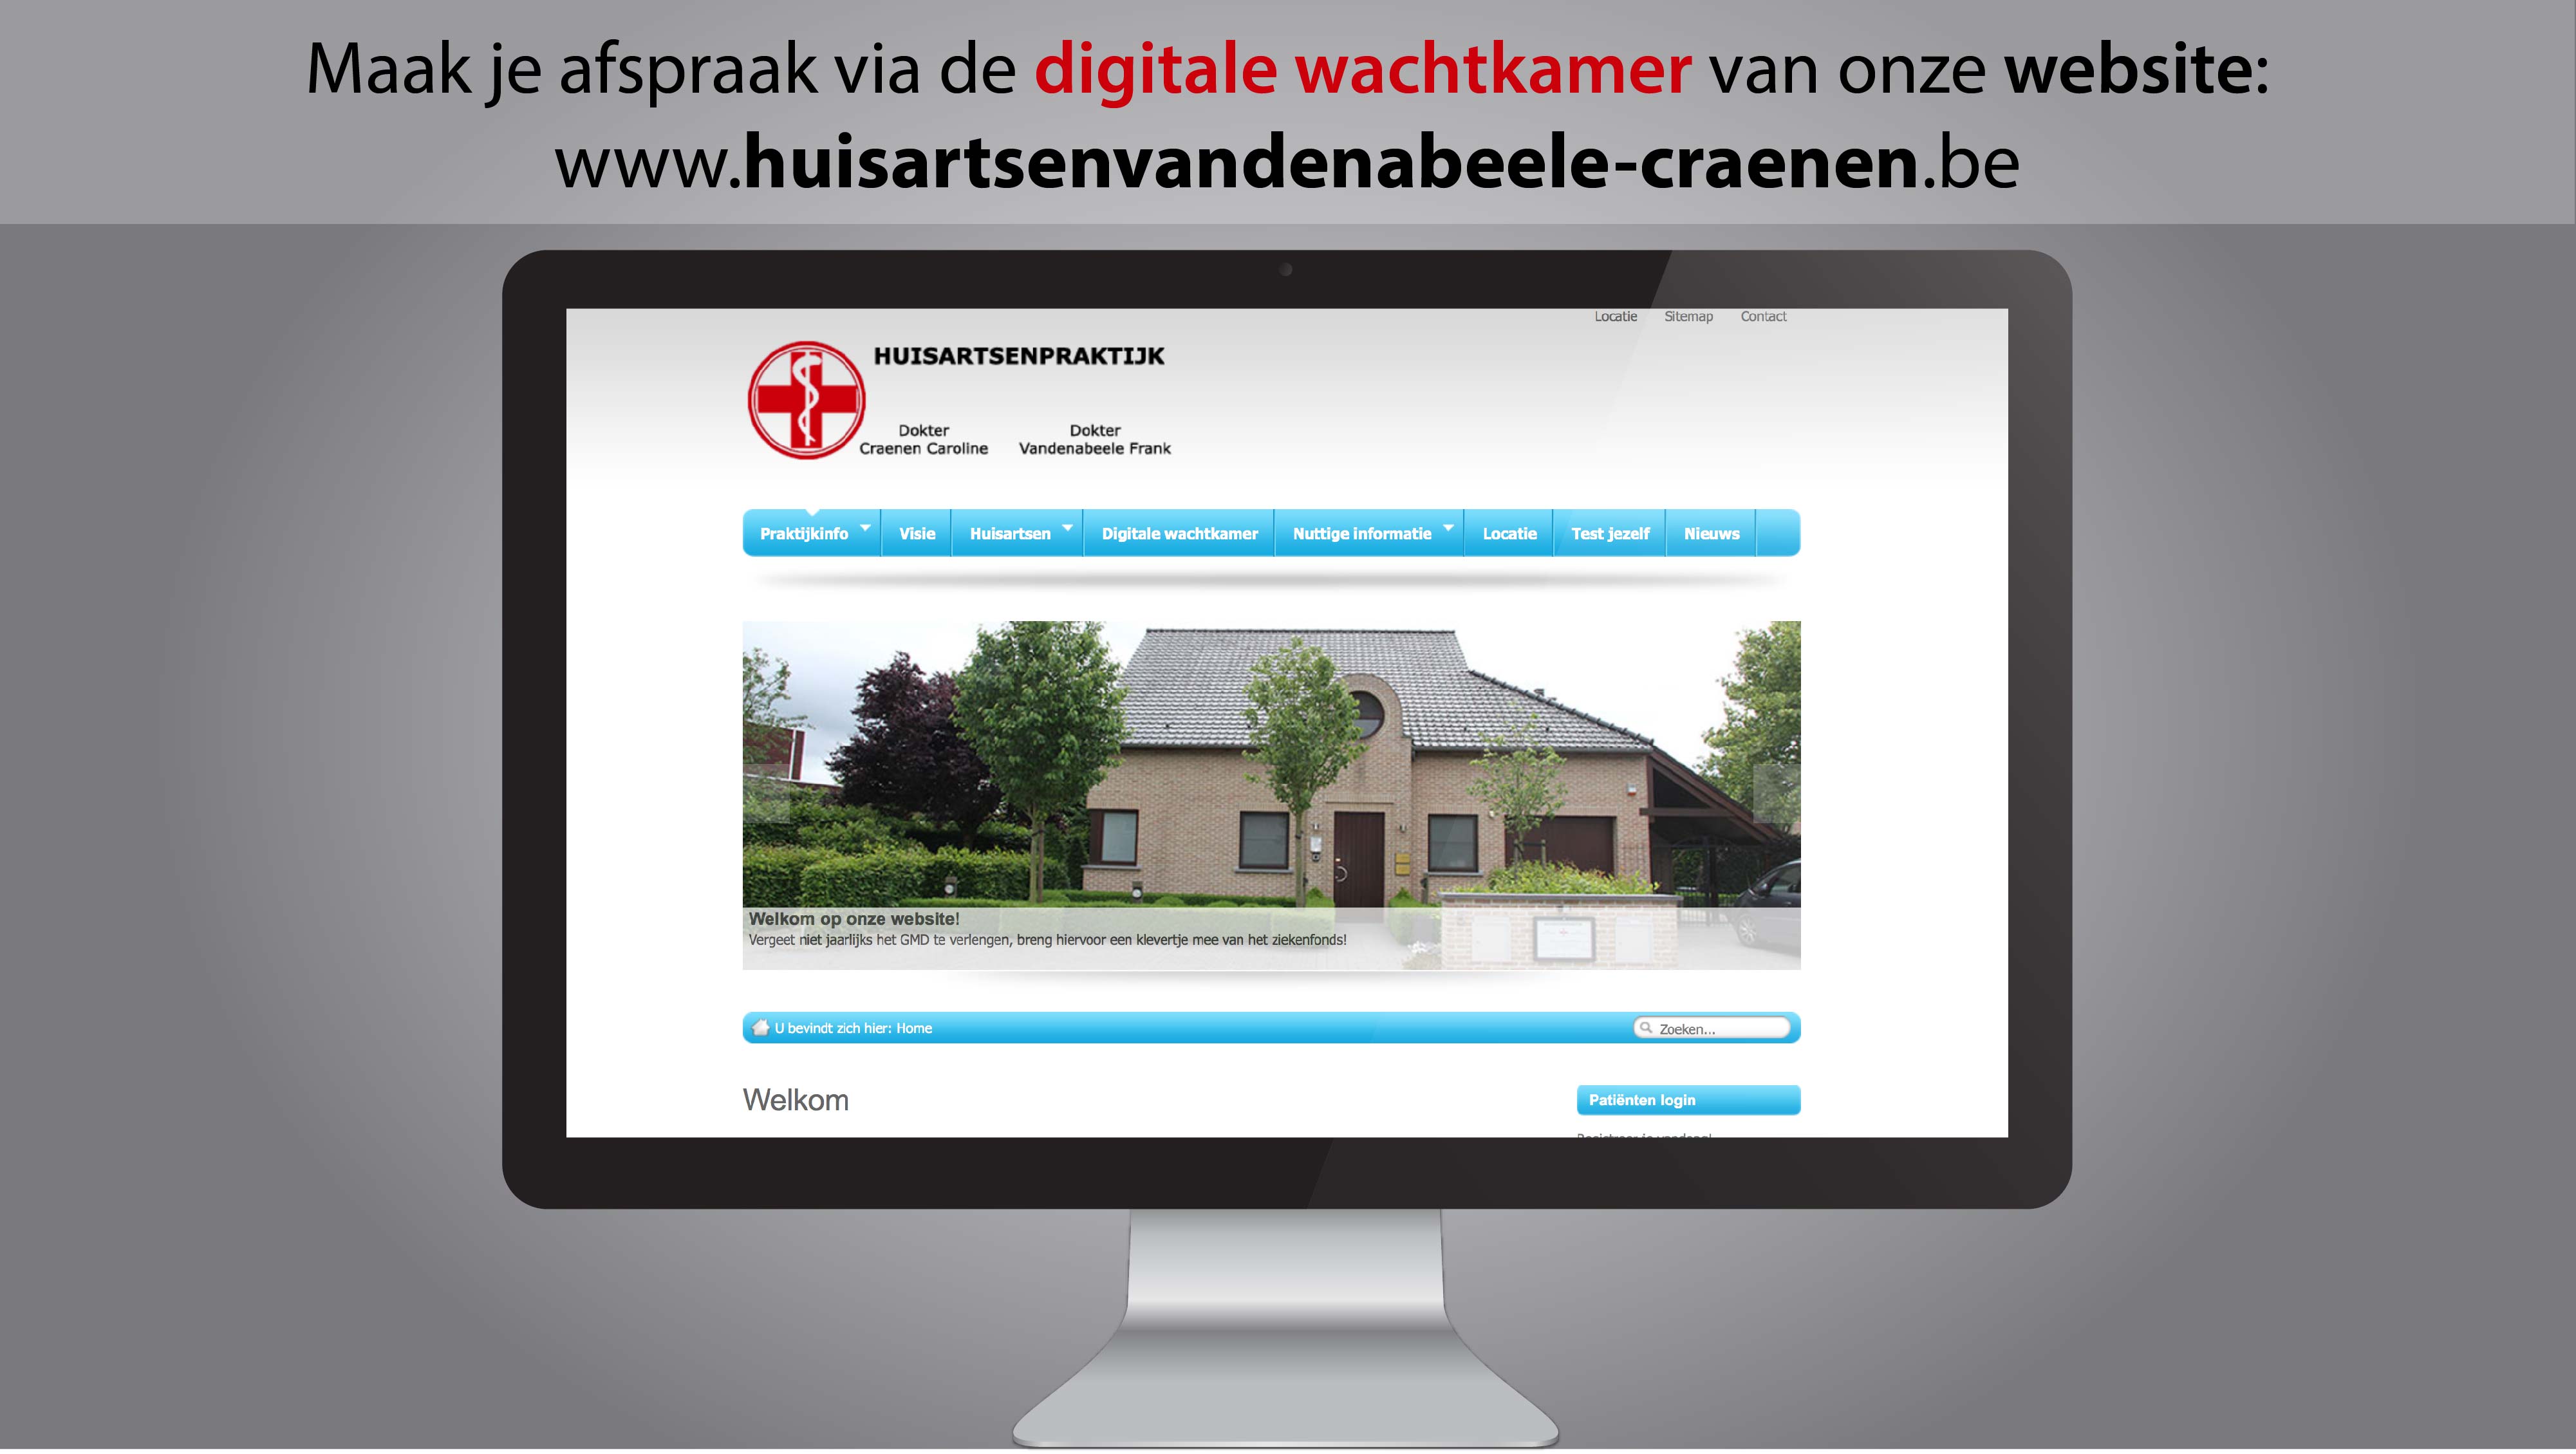 Maak je afspraak via de digitale wachtkamer van onze website:
www.huisartsenvandenabeele-craenen.be
Locatie Sitemap Contact
HUISARTSENPRAKTIJK
Dokter Dokter
Craenen Caroline Vandenabeele Frank
Praktijkinfo Visie Huisartsen Digitale wachtkamer Nuttige informatie Locatie Test jezelf Nieuws
Welkom op onze website!
Vergeet niet jaarlijks het GMD te verlengen, breng hiervoor een klevertje mee van het ziekenfonds!
U bevindt zich hier: Home Zoeken...
Welkom Patiënten login